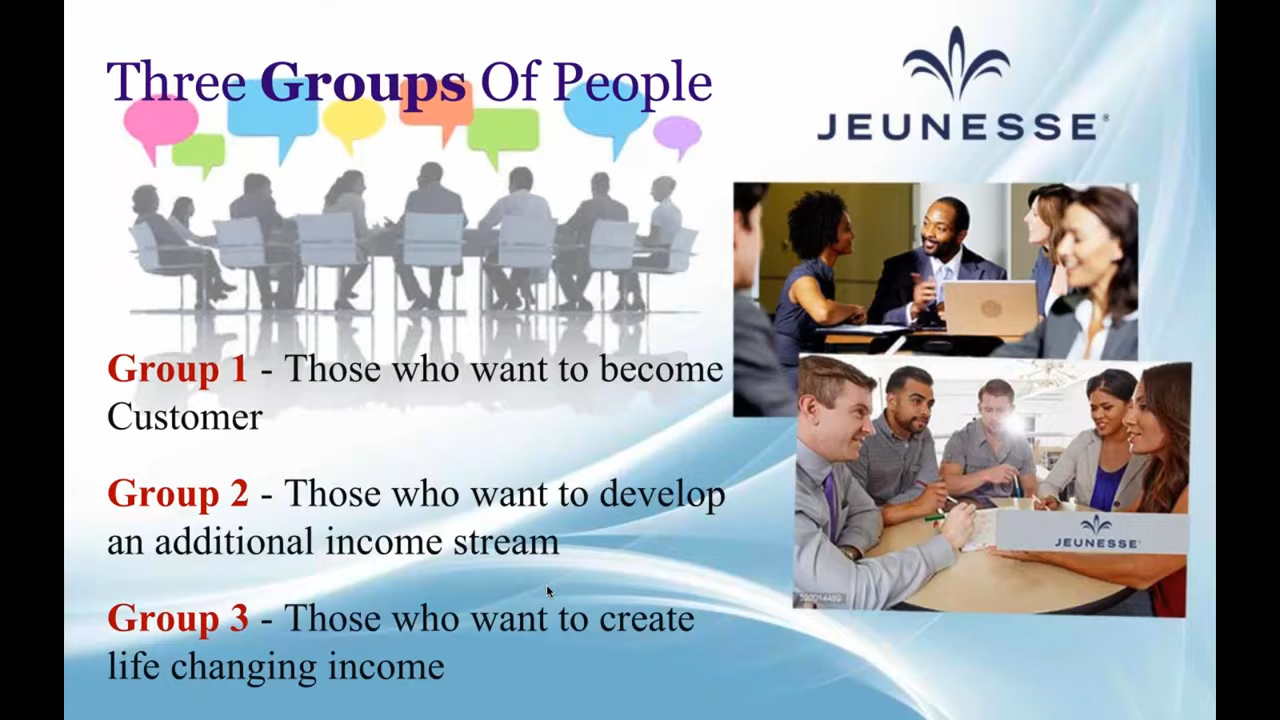 Three Groups Of People
JEUNESSE®
Group 1 - Those who want to become
Customer
Group 2 - Those who want to develop
an additional income stream
Group 3 - Those who want to create
life changing income
JEUNESSE